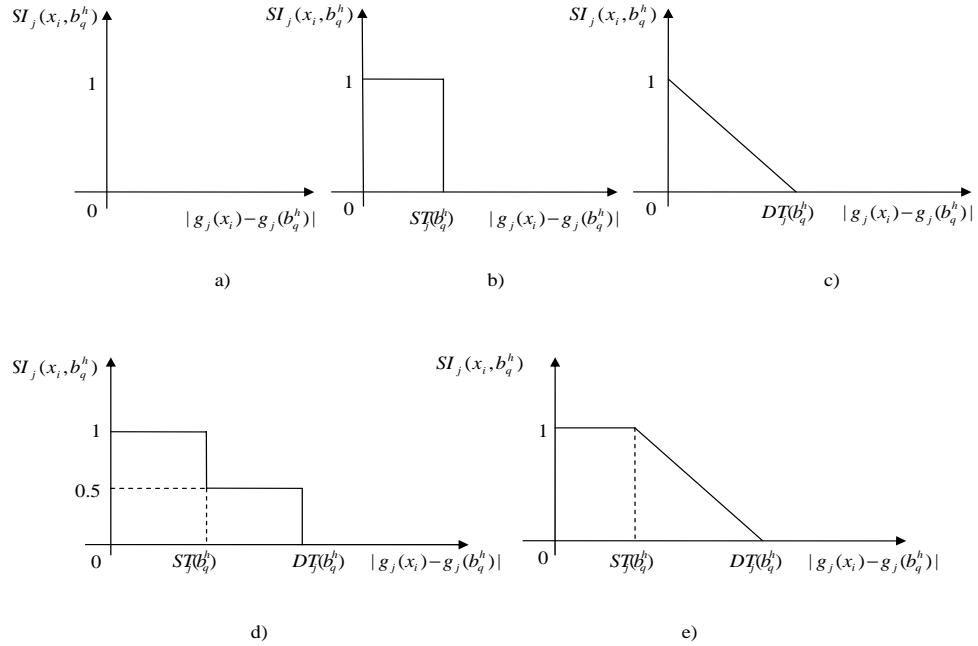 SI_j(x_i, b_q^h)
1
0
|g_j(x_i)−g_j(b_q^h)|
a)
SI_j(x_i, b_q^h)
1
0
ST_j(b_q^h)
|g_j(x_i)−g_j(b_q^h)|
b)
SI_j(x_i, b_q^h)
1
0
DT_j(b_q^h)
|g_j(x_i)−g_j(b_q^h)|
c)
SI_j(x_i, b_q^h)
1
0.5
0
ST_j(b_q^h)
DT_j(b_q^h)
|g_j(x_i)−g_j(b_q^h)|
d)
SI_j(x_i, b_q^h)
1
0
ST_j(b_q^h)
DT_j(b_q^h)
|g_j(x_i)−g_j(b_q^h)|
e)